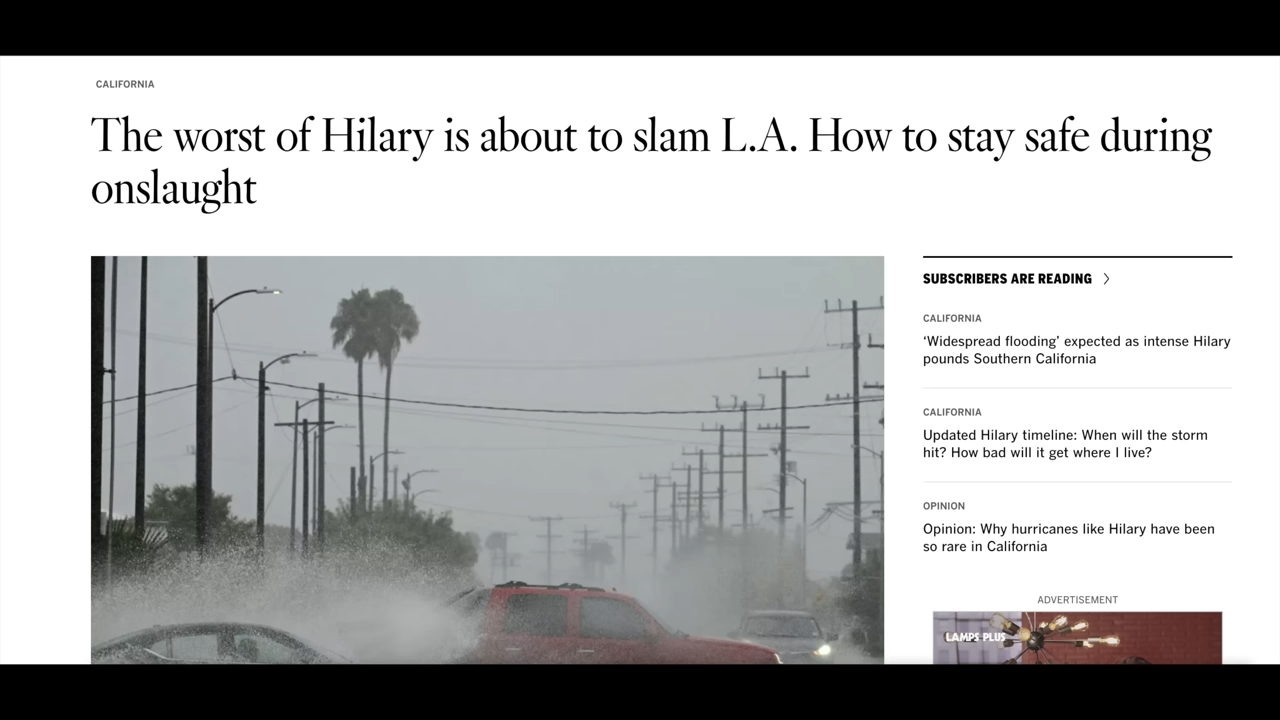 CALIFORNIA
The worst of Hilary is about to slam L.A. How to stay safe during
onslaught
SUBSCRIBERS ARE READING
CALIFORNIA
‘Widespread flooding’ expected as intense Hilary
pounds Southern California
CALIFORNIA
Updated Hilary timeline: When will the storm
hit? How bad will it get where I live?
OPINION
Opinion: Why hurricanes like Hilary have been
so rare in California
ADVERTISEMENT
LAMPS PLUS